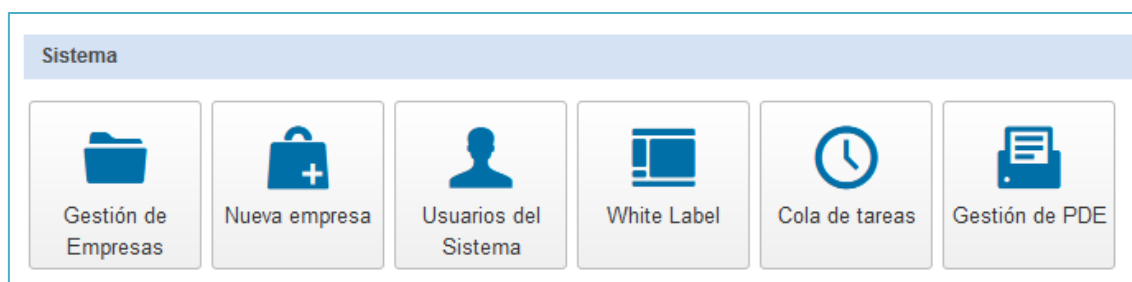 Sistema
Gestión de
Empresas
Nueva empresa
Usuarios del
Sistema
White Label
Cola de tareas
Gestión de PDE